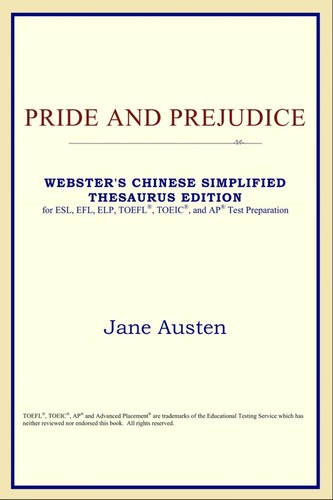 PRIDE AND PREJUDICE
WEBSTER'S CHINESE SIMPLIFIED
THESAURUS EDITION
for ESL, EFL, ELP, TOEFL®, TOEIC®, and AP® Test Preparation
Jane Austen
TOEFL®, TOEIC®, AP® and Advanced Placement® are trademarks of the Educational Testing Service which has
neither reviewed nor endorsed this book. All rights reserved.